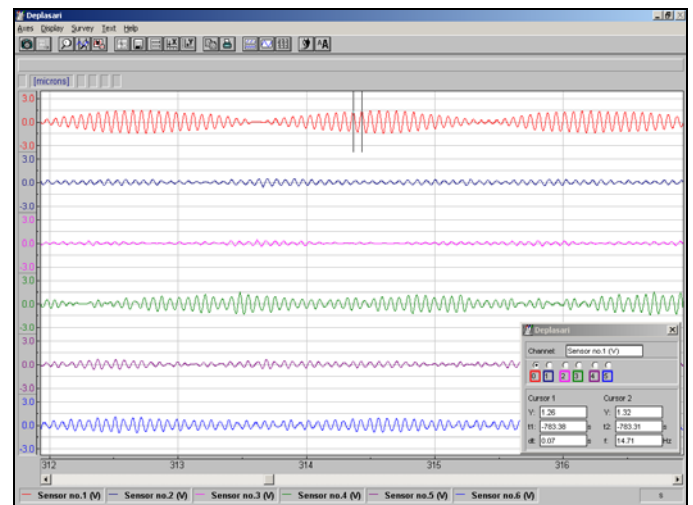 Deplasari
Axes Display Survey Text Help
AA
[microns]
3.0
0.0
-3.0
3.0
0.0
-3.0
3.0
0.0
-3.0
3.0
0.0
-3.0
3.0
0.0
-3.0
3.0
0.0
-3.0
312 313 314 315 316
Deplasari
Channel: Sensor no.1 (V)
0 1 2 3 4 5
Cursor 1 Cursor 2
Y: 1.26 Y: 1.32
t1: -783.38 s t2: -783.31 s
dt: 0.07 s f: 14.71 Hz
Sensor no.1 (V) Sensor no.2 (V) Sensor no.3 (V) Sensor no.4 (V) Sensor no.5 (V) Sensor no.6 (V) s